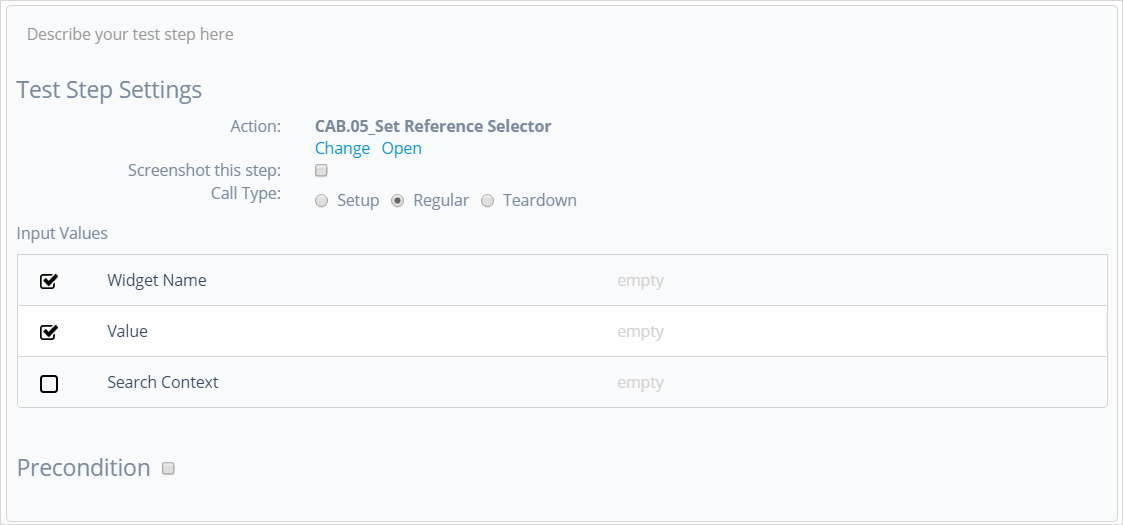 Describe your test step here
Test Step Settings
Action: CAB.05_Set Reference Selector
Change Open
Screenshot this step:
Call Type: Setup Regular Teardown
Input Values
Widget Name empty
Value empty
Search Context empty
Precondition